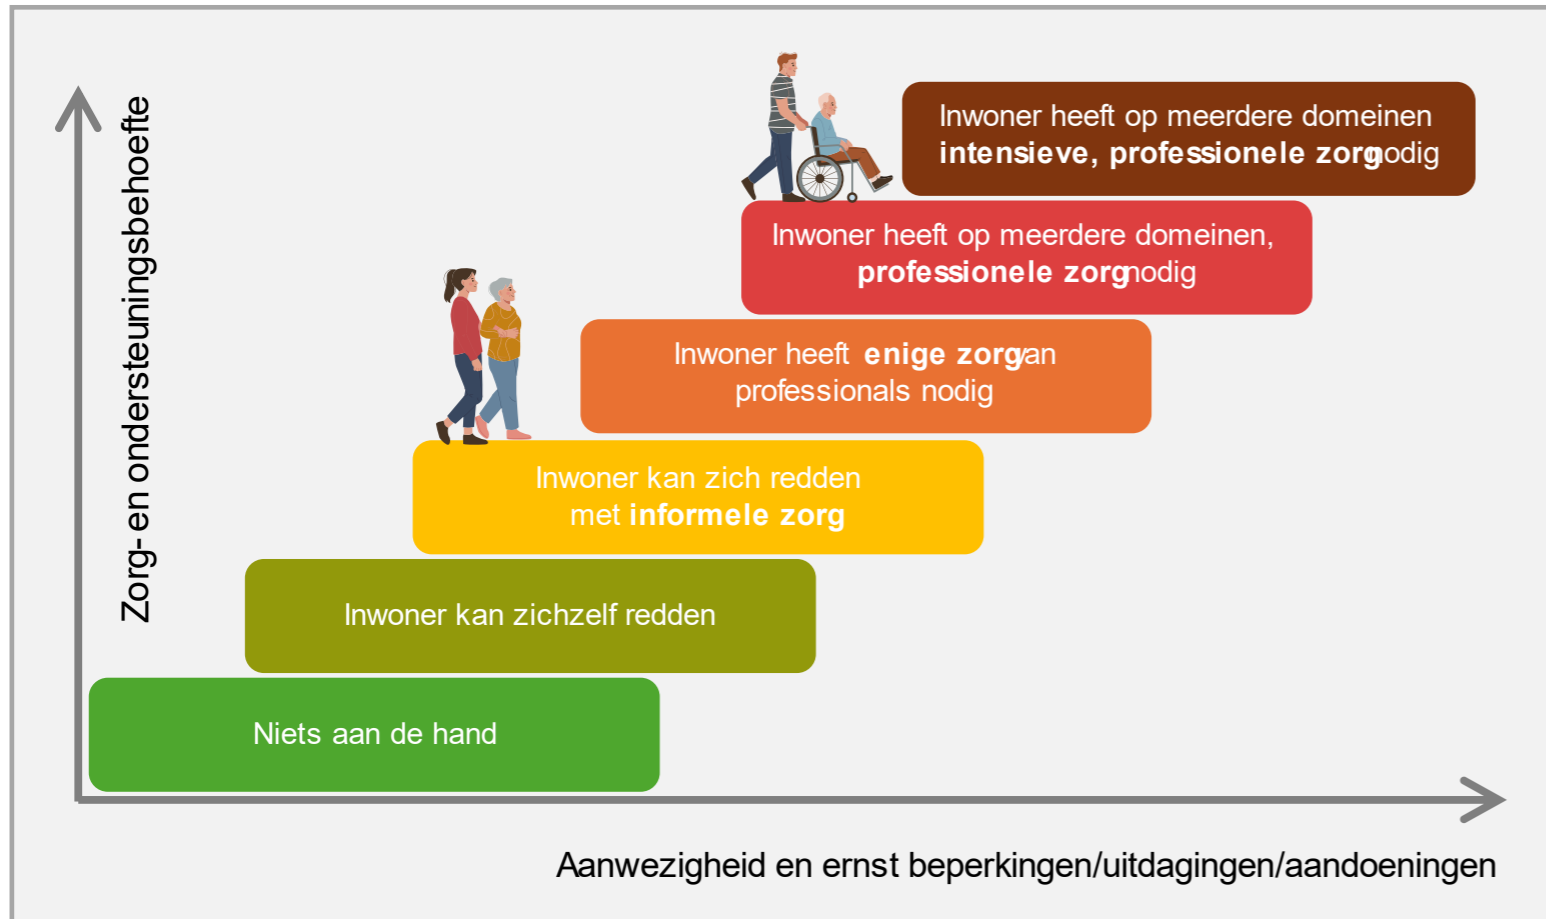 Zorg- en ondersteuningsbehoefte
Inwoner heeft op meerdere domeinen
intensieve, professionele zorg nodig
Inwoner heeft op meerdere domeinen,
professionele zorg nodig
Inwoner heeft enige zorg van
professionals nodig
Inwoner kan zich redden
met informele zorg
Inwoner kan zichzelf redden
Niets aan de hand
Aanwezigheid en ernst beperkingen/uitdagingen/aandoeningen